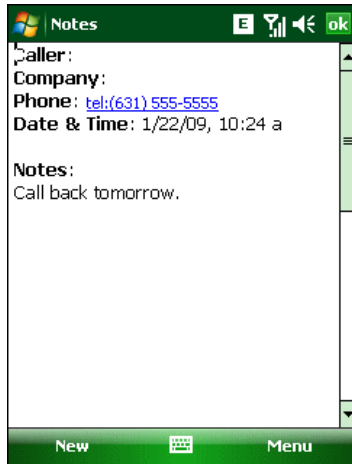 Notes E ok
Caller:
Company:
Phone: tel:(631) 555-5555
Date & Time: 1/22/09, 10:24 a
Notes:
Call back tomorrow.
New Menu